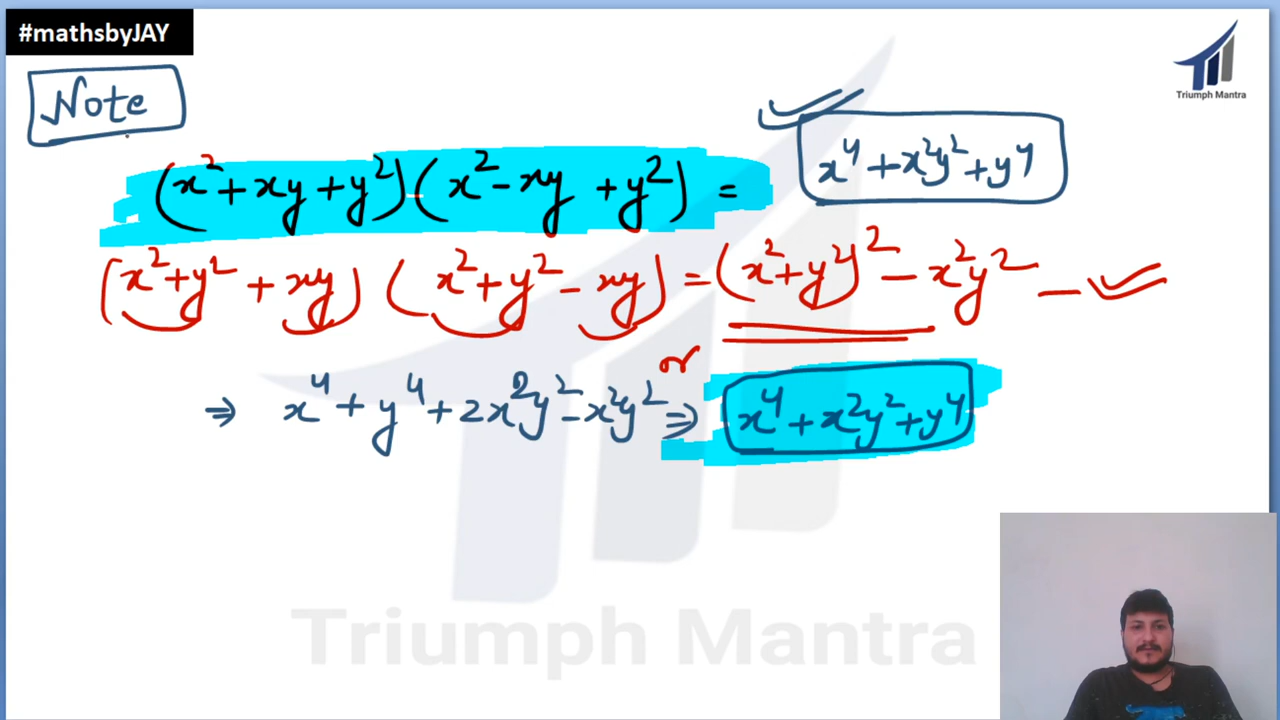 #mathsbyJAY
Triumph Mantra
Note
(x²+xy+y²)(x²-xy+y²) = x⁴+x²y²+y⁴
(x²+y²+xy)(x²+y²-xy) = (x²+y²)²-x²y² -
or
⇒ x⁴+y⁴+2x²y²-x²y² ⇒ x⁴+x²y²+y⁴
Triumph Mantra